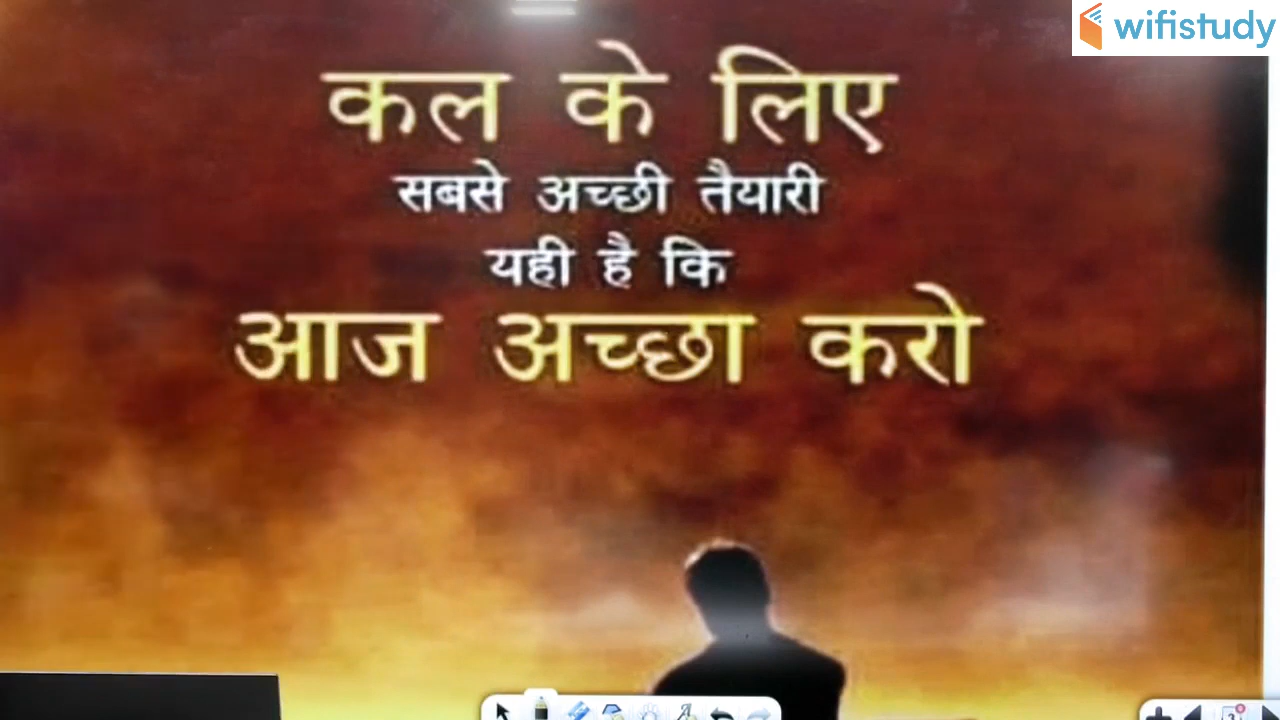 wifistudy
कल के लिए
सबसे अच्छी तैयारी
यही है कि
आज अच्छा करो